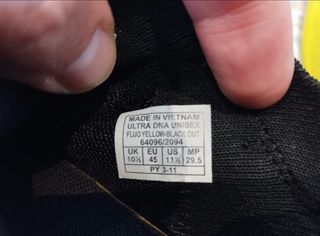 MADE IN VIETNAM
ULTRA DNA UNISEX
FLUO YELLOW-BLACK OUT
64096/2094
UK EU US MP
10½ 45 11½ 29.5
PY 3-11